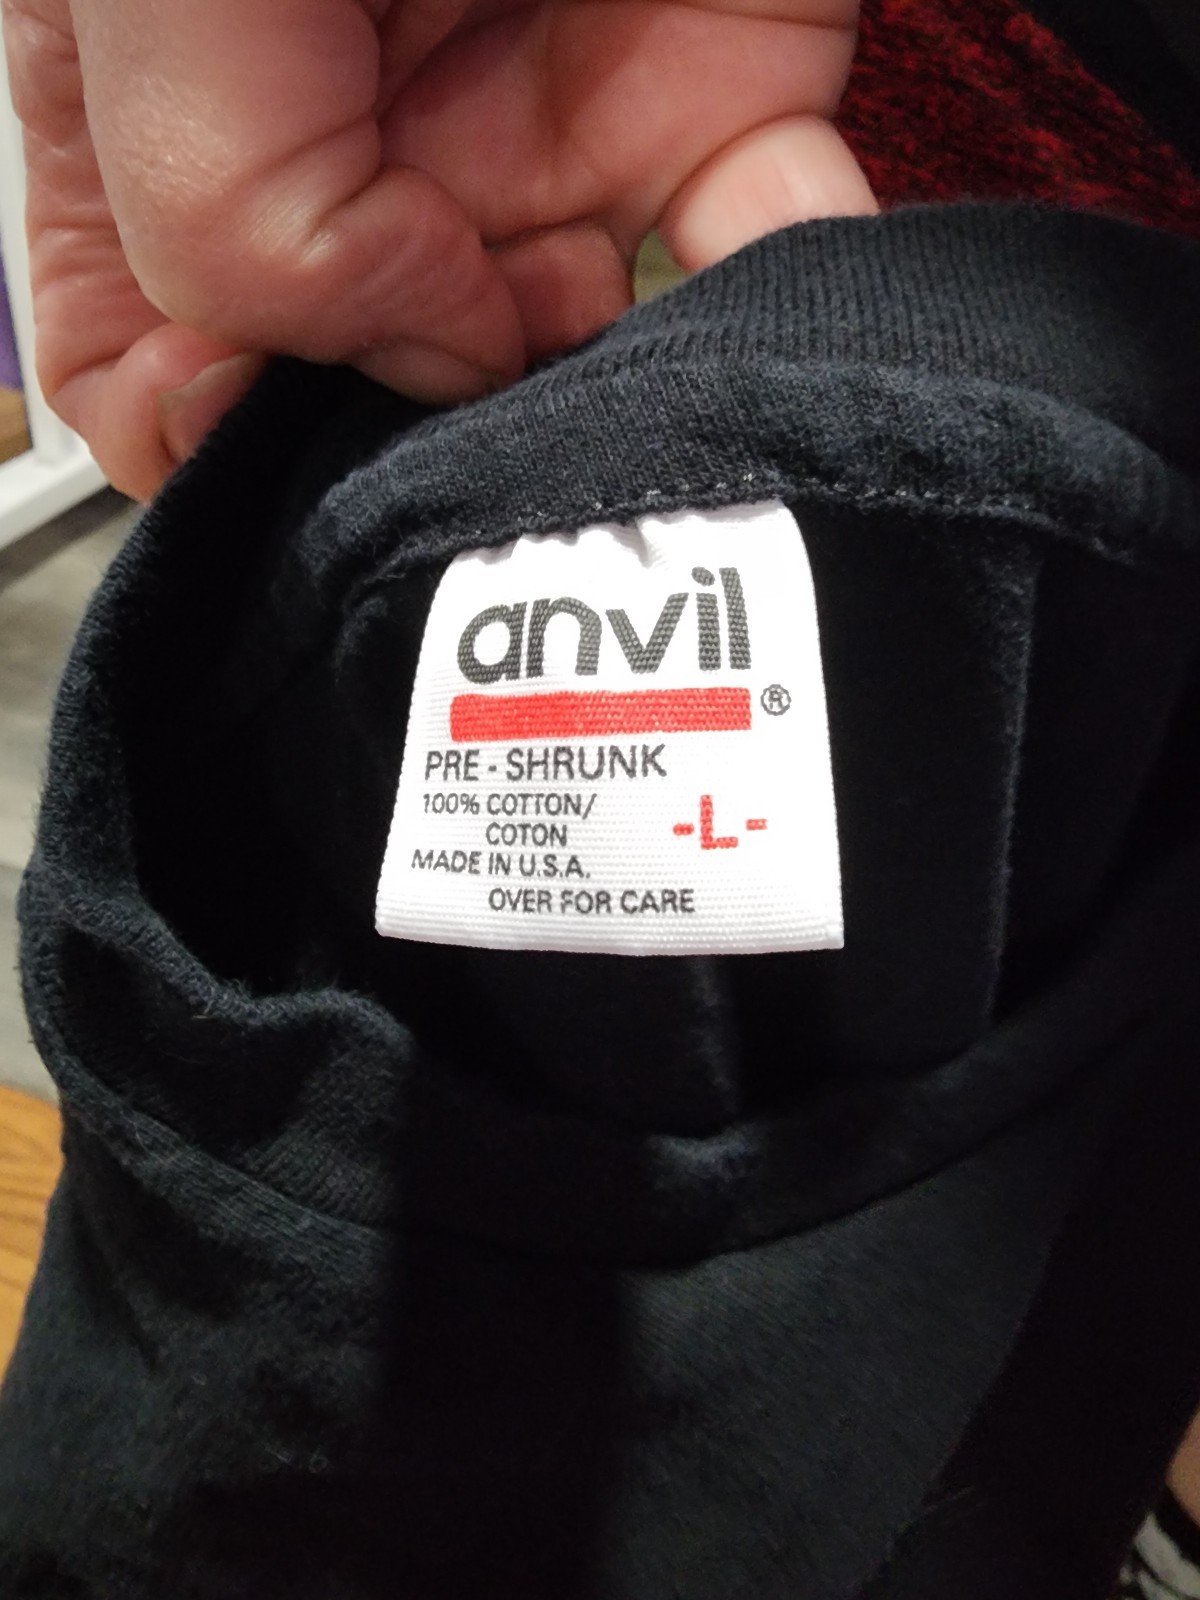 anvil
®
PRE - SHRUNK
100% COTTON/
COTON
-L-
MADE IN U.S.A.
OVER FOR CARE